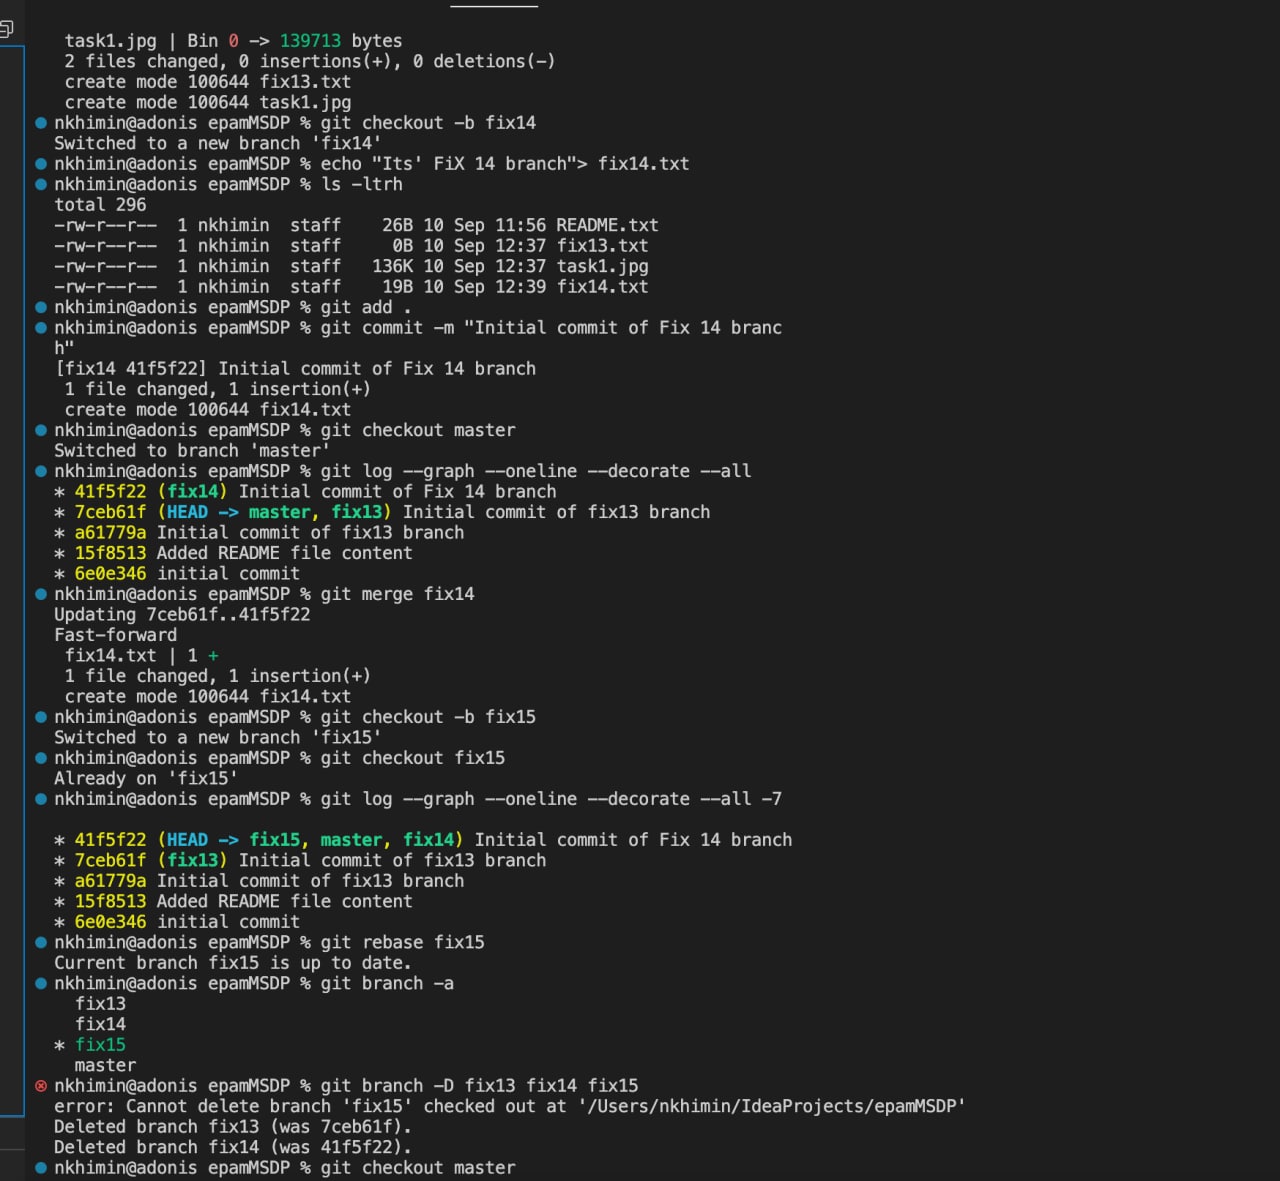 task1.jpg | Bin 0 -> 139713 bytes
2 files changed, 0 insertions(+), 0 deletions(-)
create mode 100644 fix13.txt
create mode 100644 task1.jpg
nkhimin@adonis epamMSDP % git checkout -b fix14
Switched to a new branch 'fix14'
nkhimin@adonis epamMSDP % echo "Its' FiX 14 branch"> fix14.txt
nkhimin@adonis epamMSDP % ls -ltrh
total 296
-rw-r--r--  1 nkhimin  staff    26B 10 Sep 11:56 README.txt
-rw-r--r--  1 nkhimin  staff     0B 10 Sep 12:37 fix13.txt
-rw-r--r--  1 nkhimin  staff   136K 10 Sep 12:37 task1.jpg
-rw-r--r--  1 nkhimin  staff    19B 10 Sep 12:39 fix14.txt
nkhimin@adonis epamMSDP % git add .
nkhimin@adonis epamMSDP % git commit -m "Initial commit of Fix 14 branc
h"
[fix14 41f5f22] Initial commit of Fix 14 branch
1 file changed, 1 insertion(+)
create mode 100644 fix14.txt
nkhimin@adonis epamMSDP % git checkout master
Switched to branch 'master'
nkhimin@adonis epamMSDP % git log --graph --oneline --decorate --all
* 41f5f22 (fix14) Initial commit of Fix 14 branch
* 7ceb61f (HEAD -> master, fix13) Initial commit of fix13 branch
* a61779a Initial commit of fix13 branch
* 15f8513 Added README file content
* 6e0e346 initial commit
nkhimin@adonis epamMSDP % git merge fix14
Updating 7ceb61f..41f5f22
Fast-forward
fix14.txt | 1 +
1 file changed, 1 insertion(+)
create mode 100644 fix14.txt
nkhimin@adonis epamMSDP % git checkout -b fix15
Switched to a new branch 'fix15'
nkhimin@adonis epamMSDP % git checkout fix15
Already on 'fix15'
nkhimin@adonis epamMSDP % git log --graph --oneline --decorate --all -7
* 41f5f22 (HEAD -> fix15, master, fix14) Initial commit of Fix 14 branch
* 7ceb61f (fix13) Initial commit of fix13 branch
* a61779a Initial commit of fix13 branch
* 15f8513 Added README file content
* 6e0e346 initial commit
nkhimin@adonis epamMSDP % git rebase fix15
Current branch fix15 is up to date.
nkhimin@adonis epamMSDP % git branch -a
fix13
fix14
* fix15
master
nkhimin@adonis epamMSDP % git branch -D fix13 fix14 fix15
error: Cannot delete branch 'fix15' checked out at '/Users/nkhimin/IdeaProjects/epamMSDP'
Deleted branch fix13 (was 7ceb61f).
Deleted branch fix14 (was 41f5f22).
nkhimin@adonis epamMSDP % git checkout master